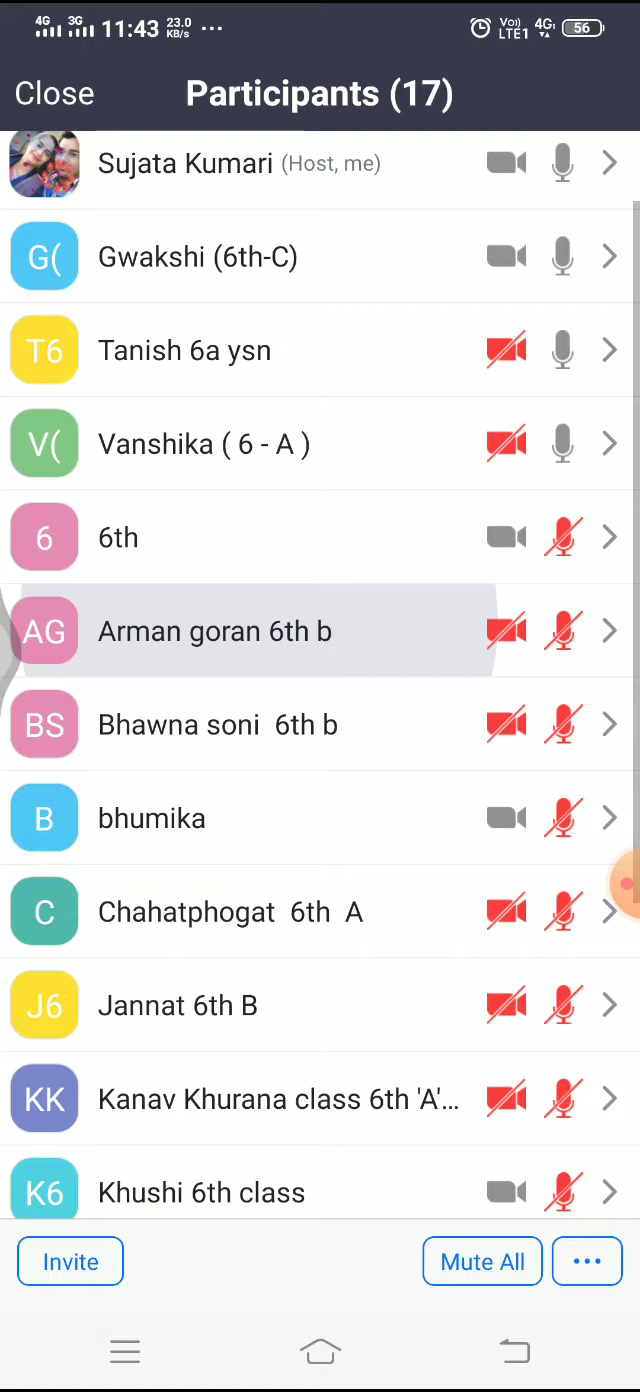 4G 3G 11:43 23.0 KB/s ... Vo)) LTE1 4G 56
Close Participants (17)
Sujata Kumari (Host, me)
G( Gwakshi (6th-C)
T6 Tanish 6a ysn
V( Vanshika ( 6 - A )
6 6th
AG Arman goran 6th b
BS Bhawna soni 6th b
B bhumika
C Chahatphogat 6th A
J6 Jannat 6th B
KK Kanav Khurana class 6th 'A'...
K6 Khushi 6th class
Invite Mute All ...